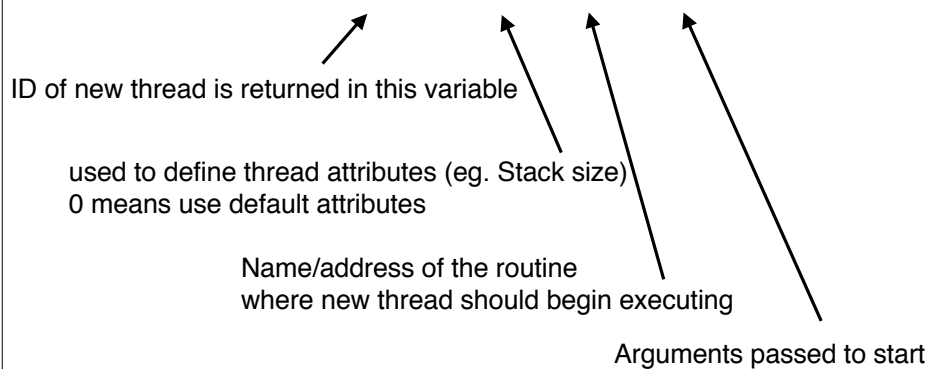 ID of new thread is returned in this variable
used to define thread attributes (eg. Stack size)
0 means use default attributes
Name/address of the routine
where new thread should begin executing
Arguments passed to start